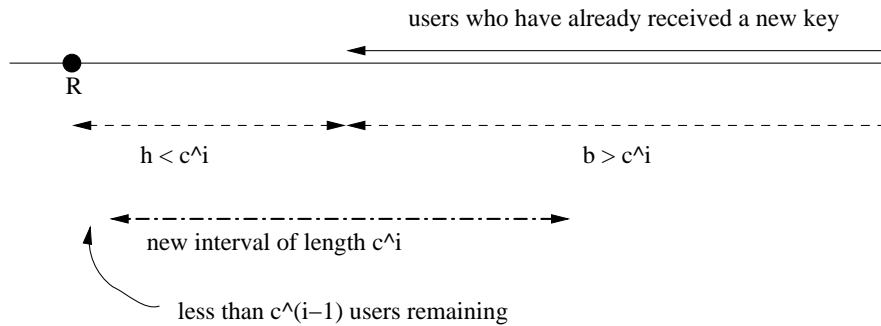 users who have already received a new key
R
h < c^i
b > c^i
new interval of length c^i
less than c^(i–1) users remaining